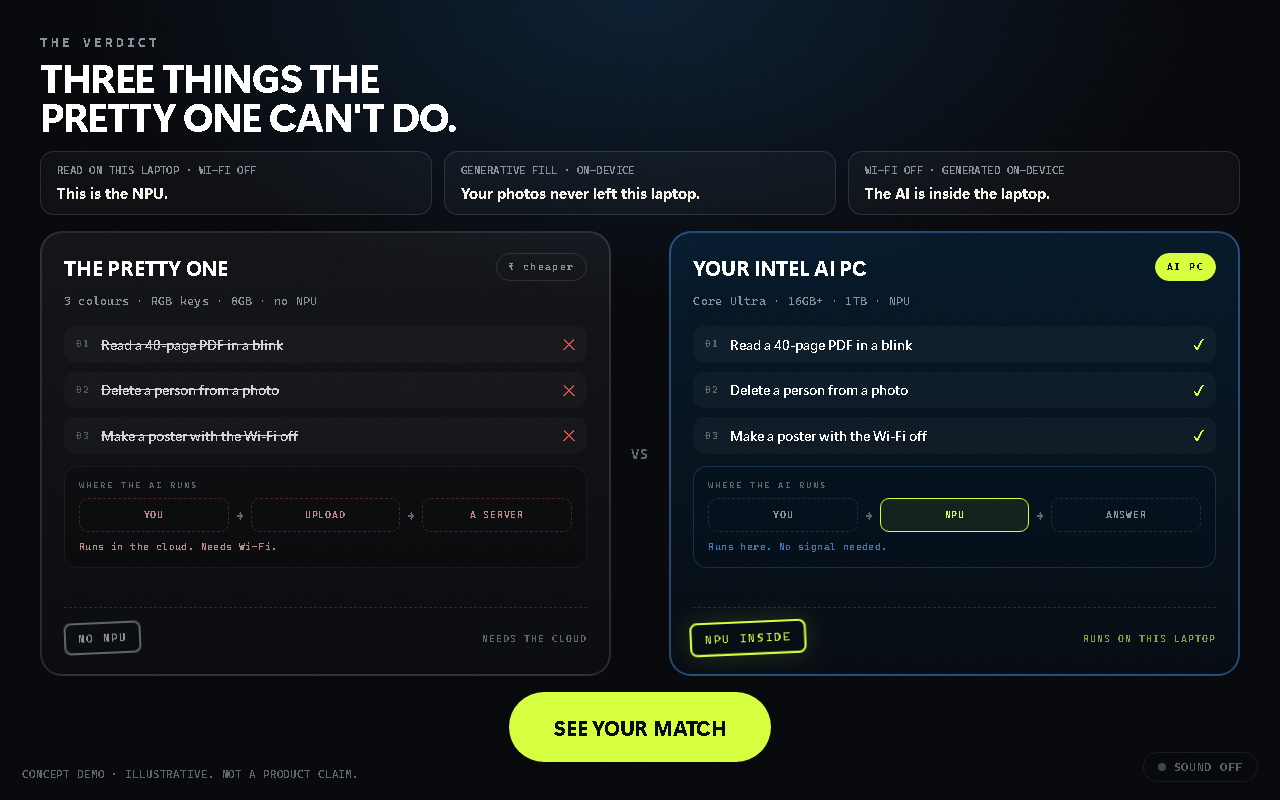 THE VERDICT
THREE THINGS THE
PRETTY ONE CAN'T DO.
READ ON THIS LAPTOP · WI-FI OFF
This is the NPU.
GENERATIVE FILL · ON-DEVICE
Your photos never left this laptop.
WI-FI OFF · GENERATED ON-DEVICE
The AI is inside the laptop.
THE PRETTY ONE
₹ cheaper
3 colours · RGB keys · 8GB · no NPU
01 Read a 40-page PDF in a blink ✕
02 Delete a person from a photo ✕
03 Make a poster with the Wi-Fi off ✕
WHERE THE AI RUNS
YOU → UPLOAD → A SERVER
Runs in the cloud. Needs Wi-Fi.
NO NPU
NEEDS THE CLOUD
VS
YOUR INTEL AI PC
AI PC
Core Ultra · 16GB+ · 1TB · NPU
01 Read a 40-page PDF in a blink ✓
02 Delete a person from a photo ✓
03 Make a poster with the Wi-Fi off ✓
WHERE THE AI RUNS
YOU → NPU → ANSWER
Runs here. No signal needed.
NPU INSIDE
RUNS ON THIS LAPTOP
SEE YOUR MATCH
CONCEPT DEMO · ILLUSTRATIVE. NOT A PRODUCT CLAIM.
SOUND OFF